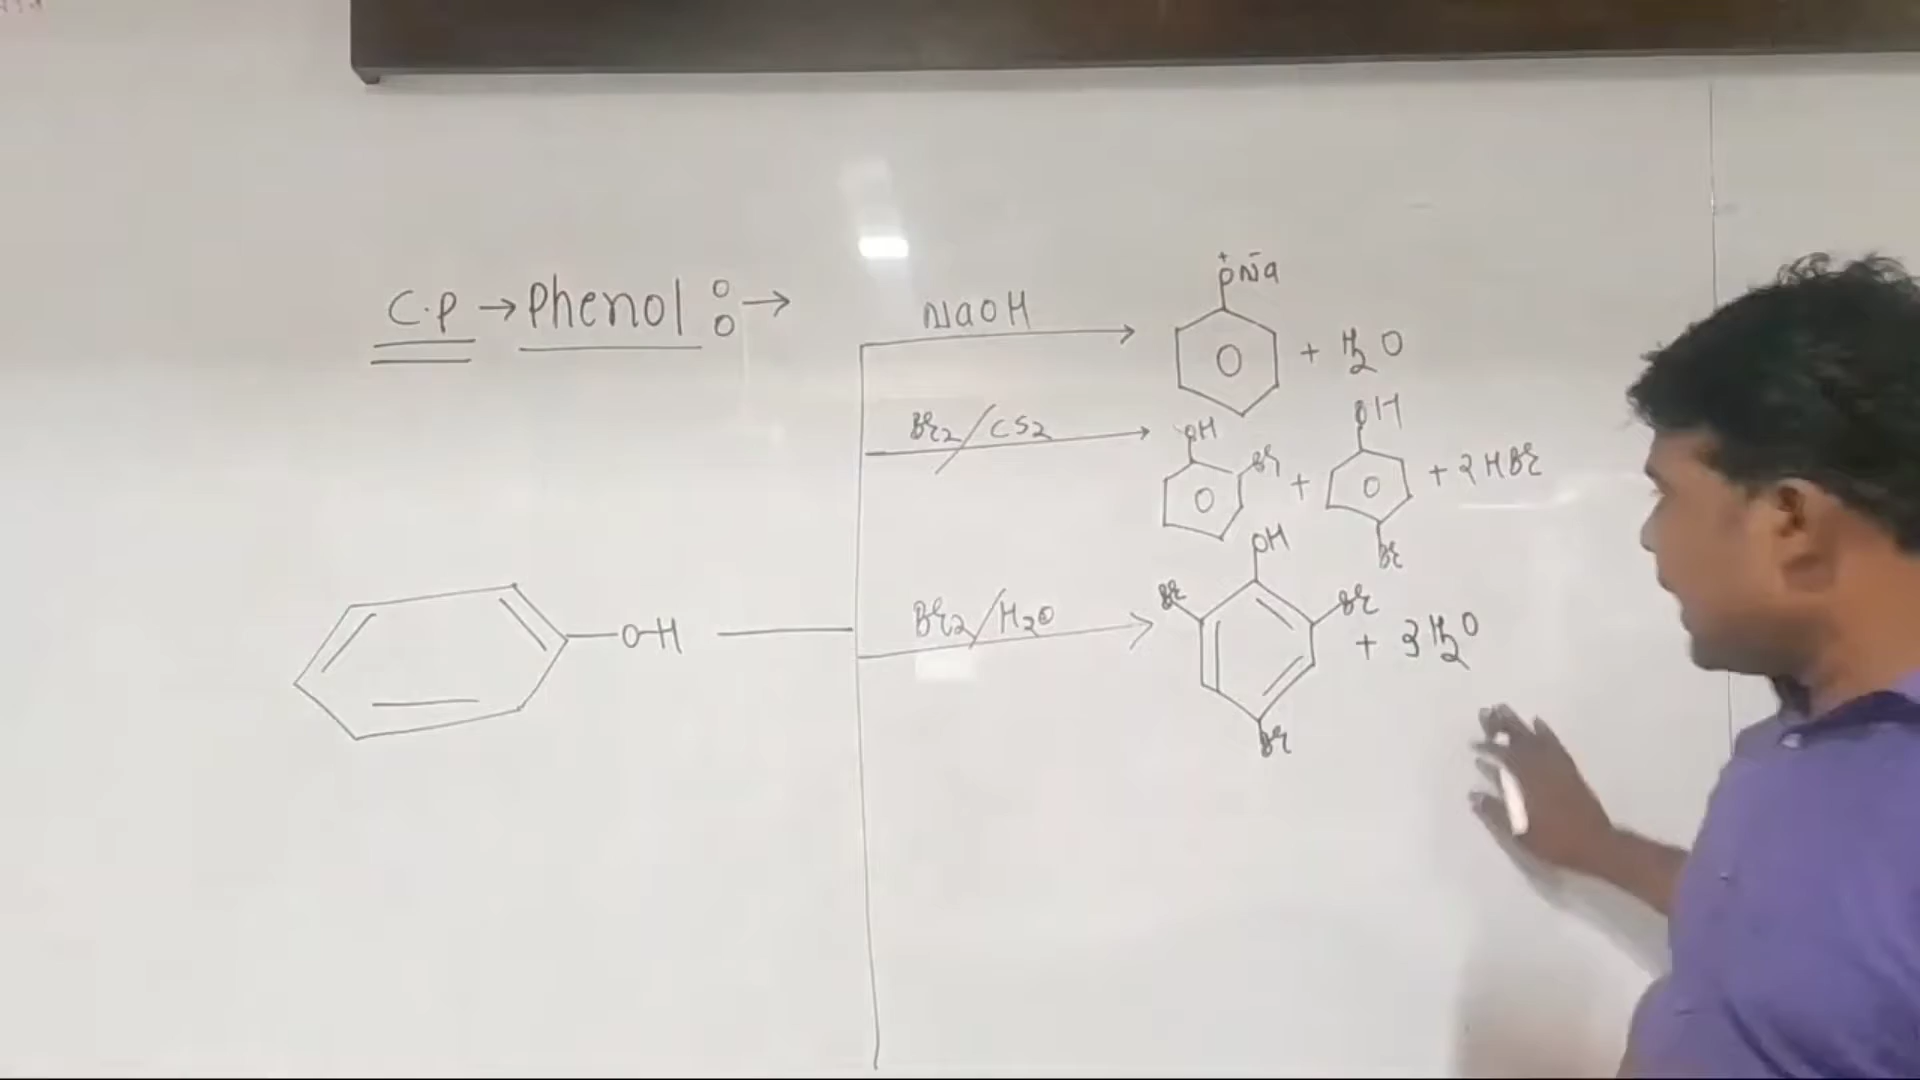 C.P → Phenol : →
NaOH
+ -
ONa
+ H2O
Br2/CS2
OH
Br
+
OH
Br
+ 2HBr
O-H
Br2/H2O
OH
Br
Br
Br
+ 3H2O